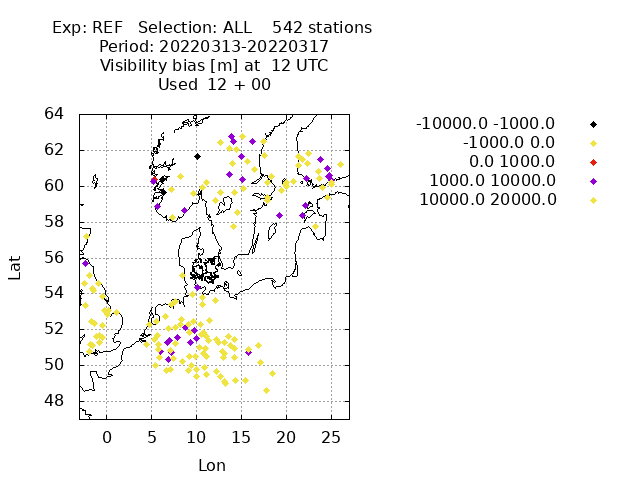 Exp: REF Selection: ALL 542 stations
Period: 20220313-20220317
Visibility bias [m] at 12 UTC
Used 12 + 00
-10000.0 -1000.0
-1000.0 0.0
0.0 1000.0
1000.0 10000.0
10000.0 20000.0
64
62
60
58
56
54
52
50
48
Lat
0 5 10 15 20 25
Lon